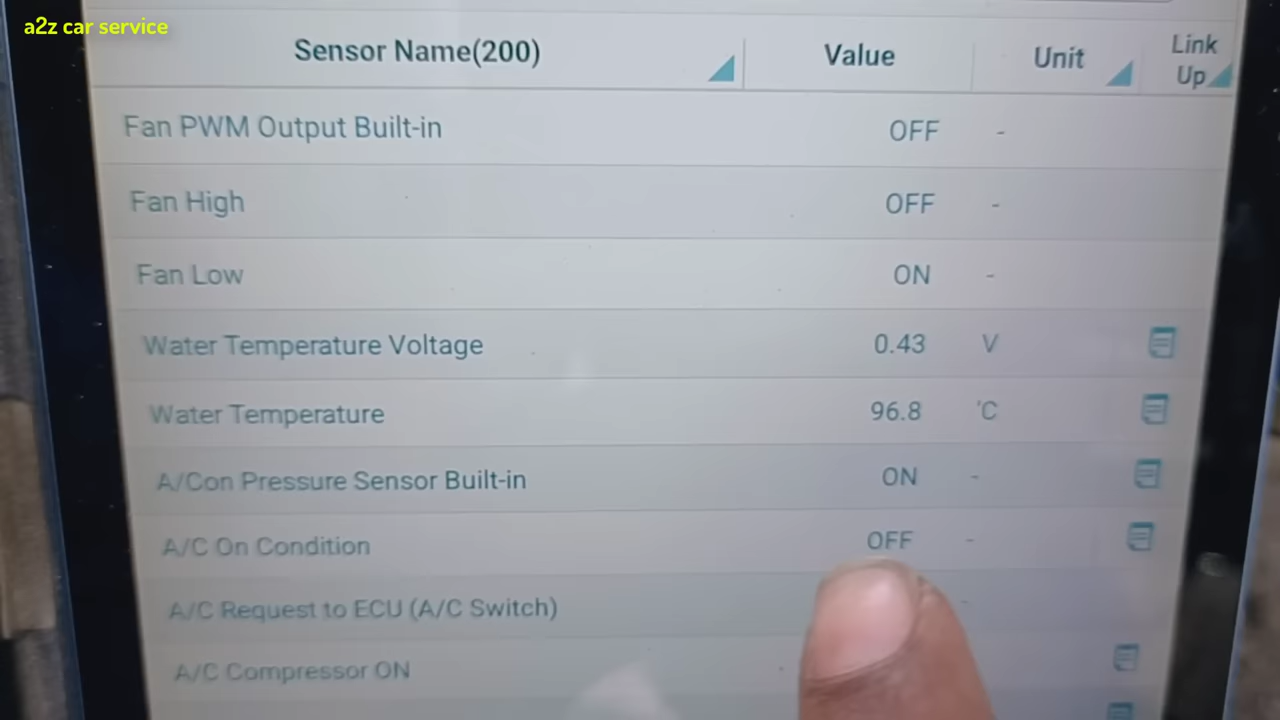 a2z car service
Sensor Name(200) Value Unit Link Up
Fan PWM Output Built-in OFF -
Fan High OFF -
Fan Low ON -
Water Temperature Voltage 0.43 V
Water Temperature 96.8 'C
A/Con Pressure Sensor Built-in ON -
A/C On Condition OFF -
A/C Request to ECU (A/C Switch) -
A/C Compressor ON